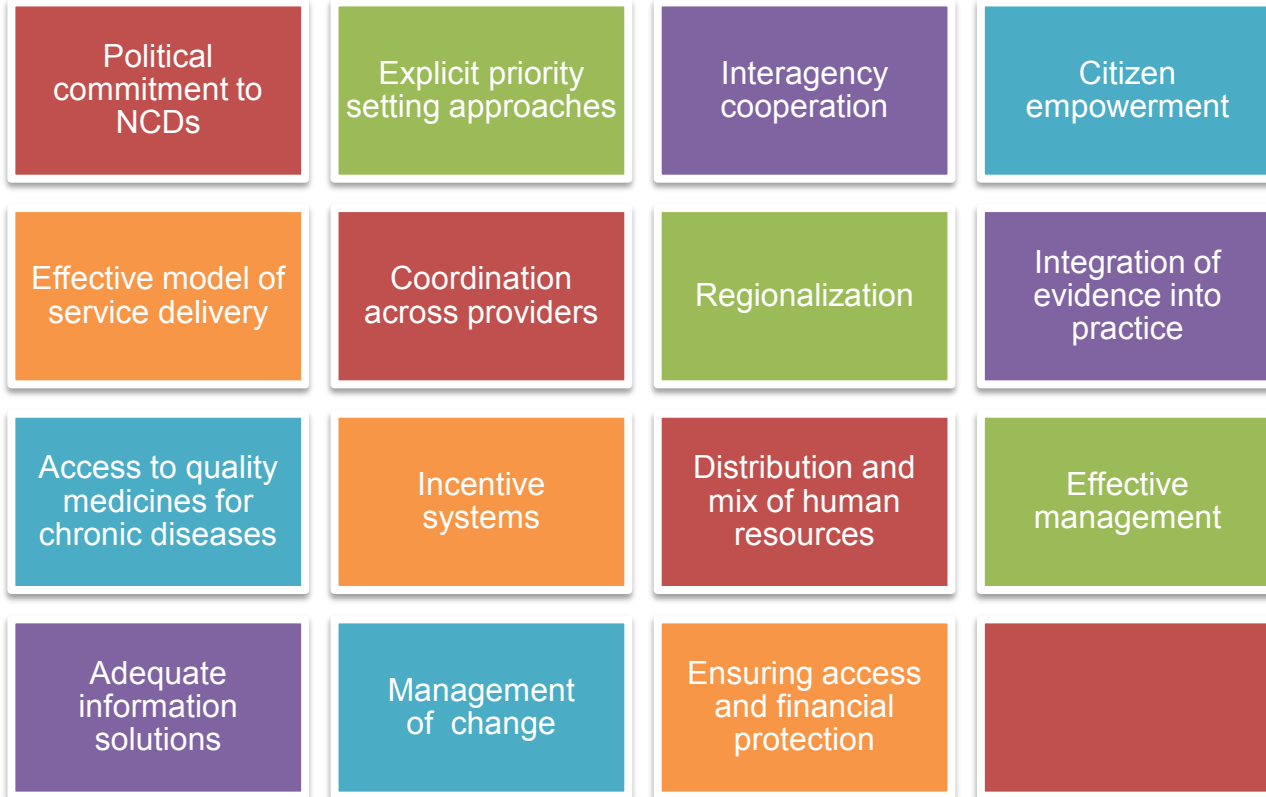 Political
commitment to
NCDs
Explicit priority
setting approaches
Interagency
cooperation
Citizen
empowerment
Effective model of
service delivery
Coordination
across providers
Regionalization
Integration of
evidence into
practice
Access to quality
medicines for
chronic diseases
Incentive
systems
Distribution and
mix of human
resources
Effective
management
Adequate
information
solutions
Management
of  change
Ensuring access
and financial
protection